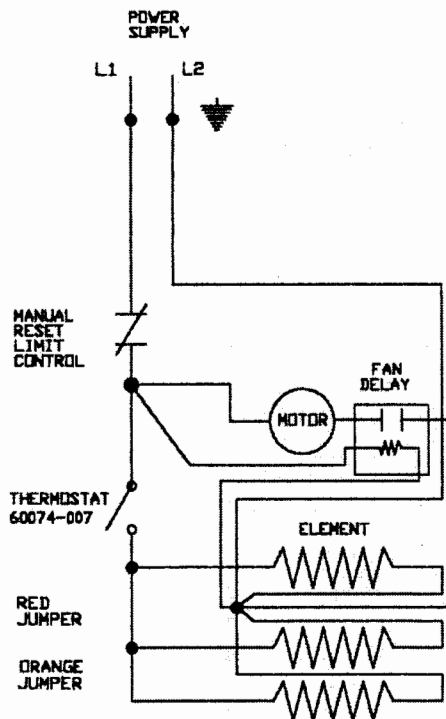 POWER
SUPPLY
L1
L2
MANUAL
RESET
LIMIT
CONTROL
FAN
DELAY
MOTOR
THERMOSTAT
60074-007
ELEMENT
RED
JUMPER
ORANGE
JUMPER